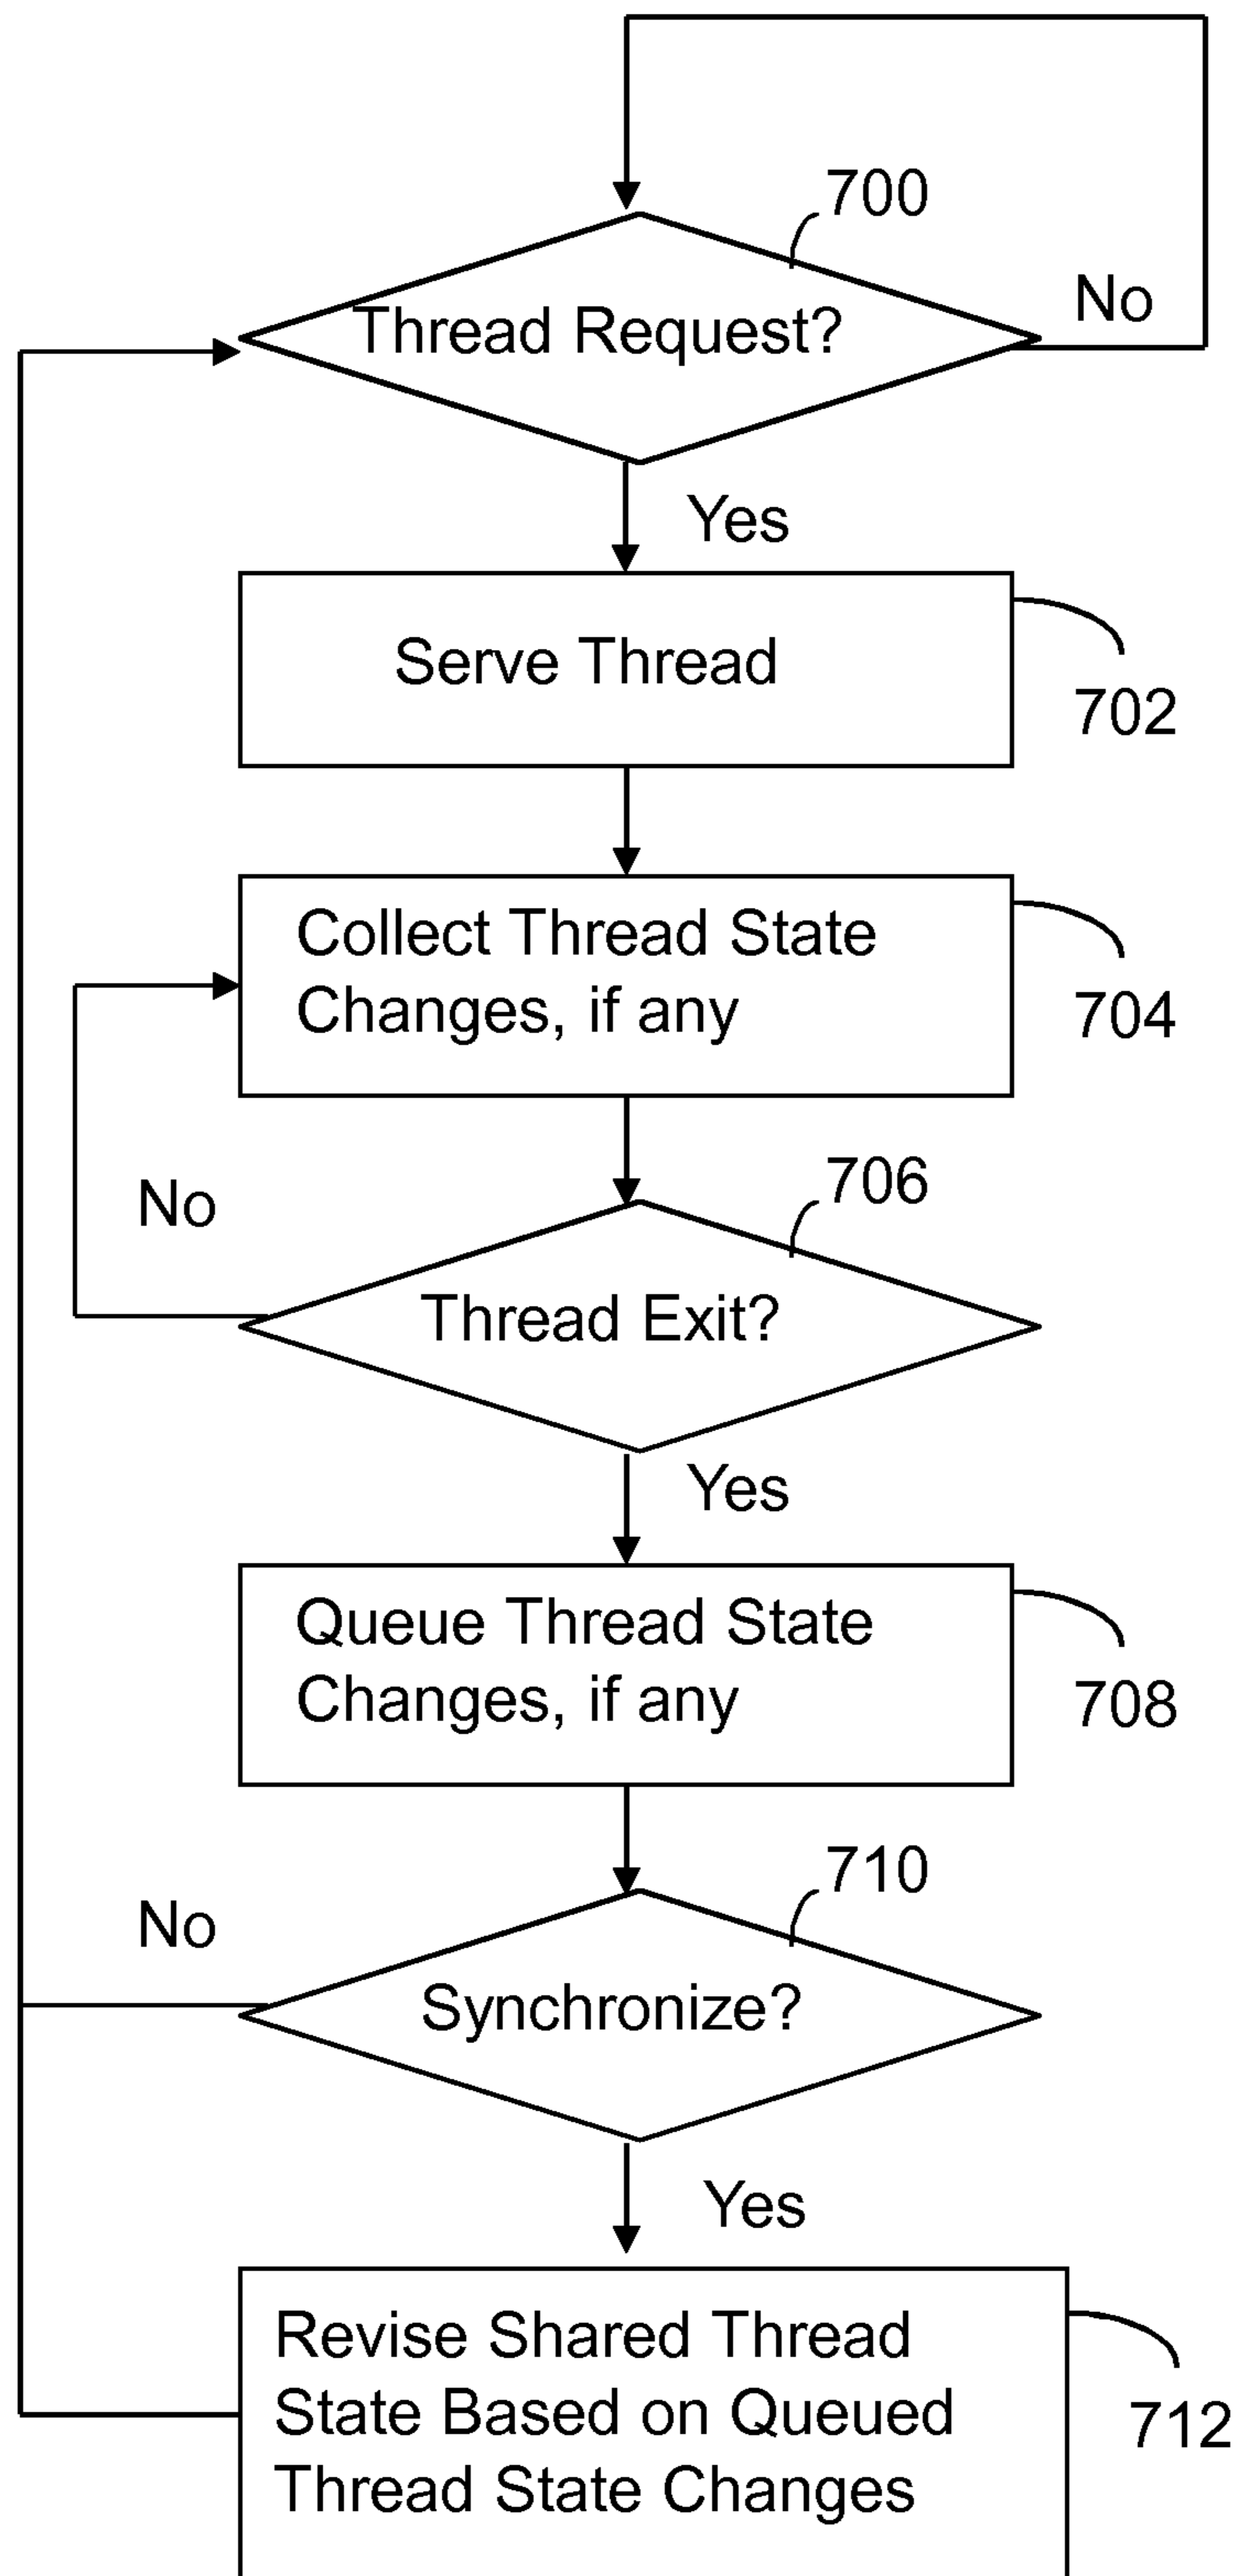 700
Thread Request?
No
Yes
Serve Thread
702
Collect Thread State
Changes, if any
704
706
No
Thread Exit?
Yes
Queue Thread State
Changes, if any
708
710
No
Synchronize?
Yes
Revise Shared Thread
State Based on Queued
Thread State Changes
712